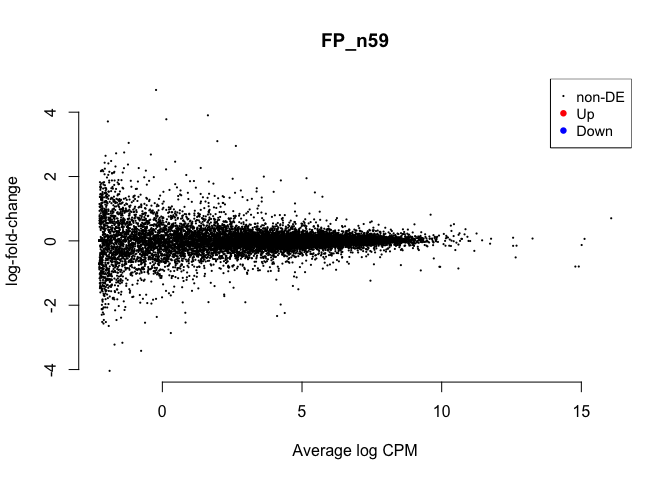 FP_n59
non-DE
Up
Down
log-fold-change
4
2
0
-2
-4
0 5 10 15
Average log CPM